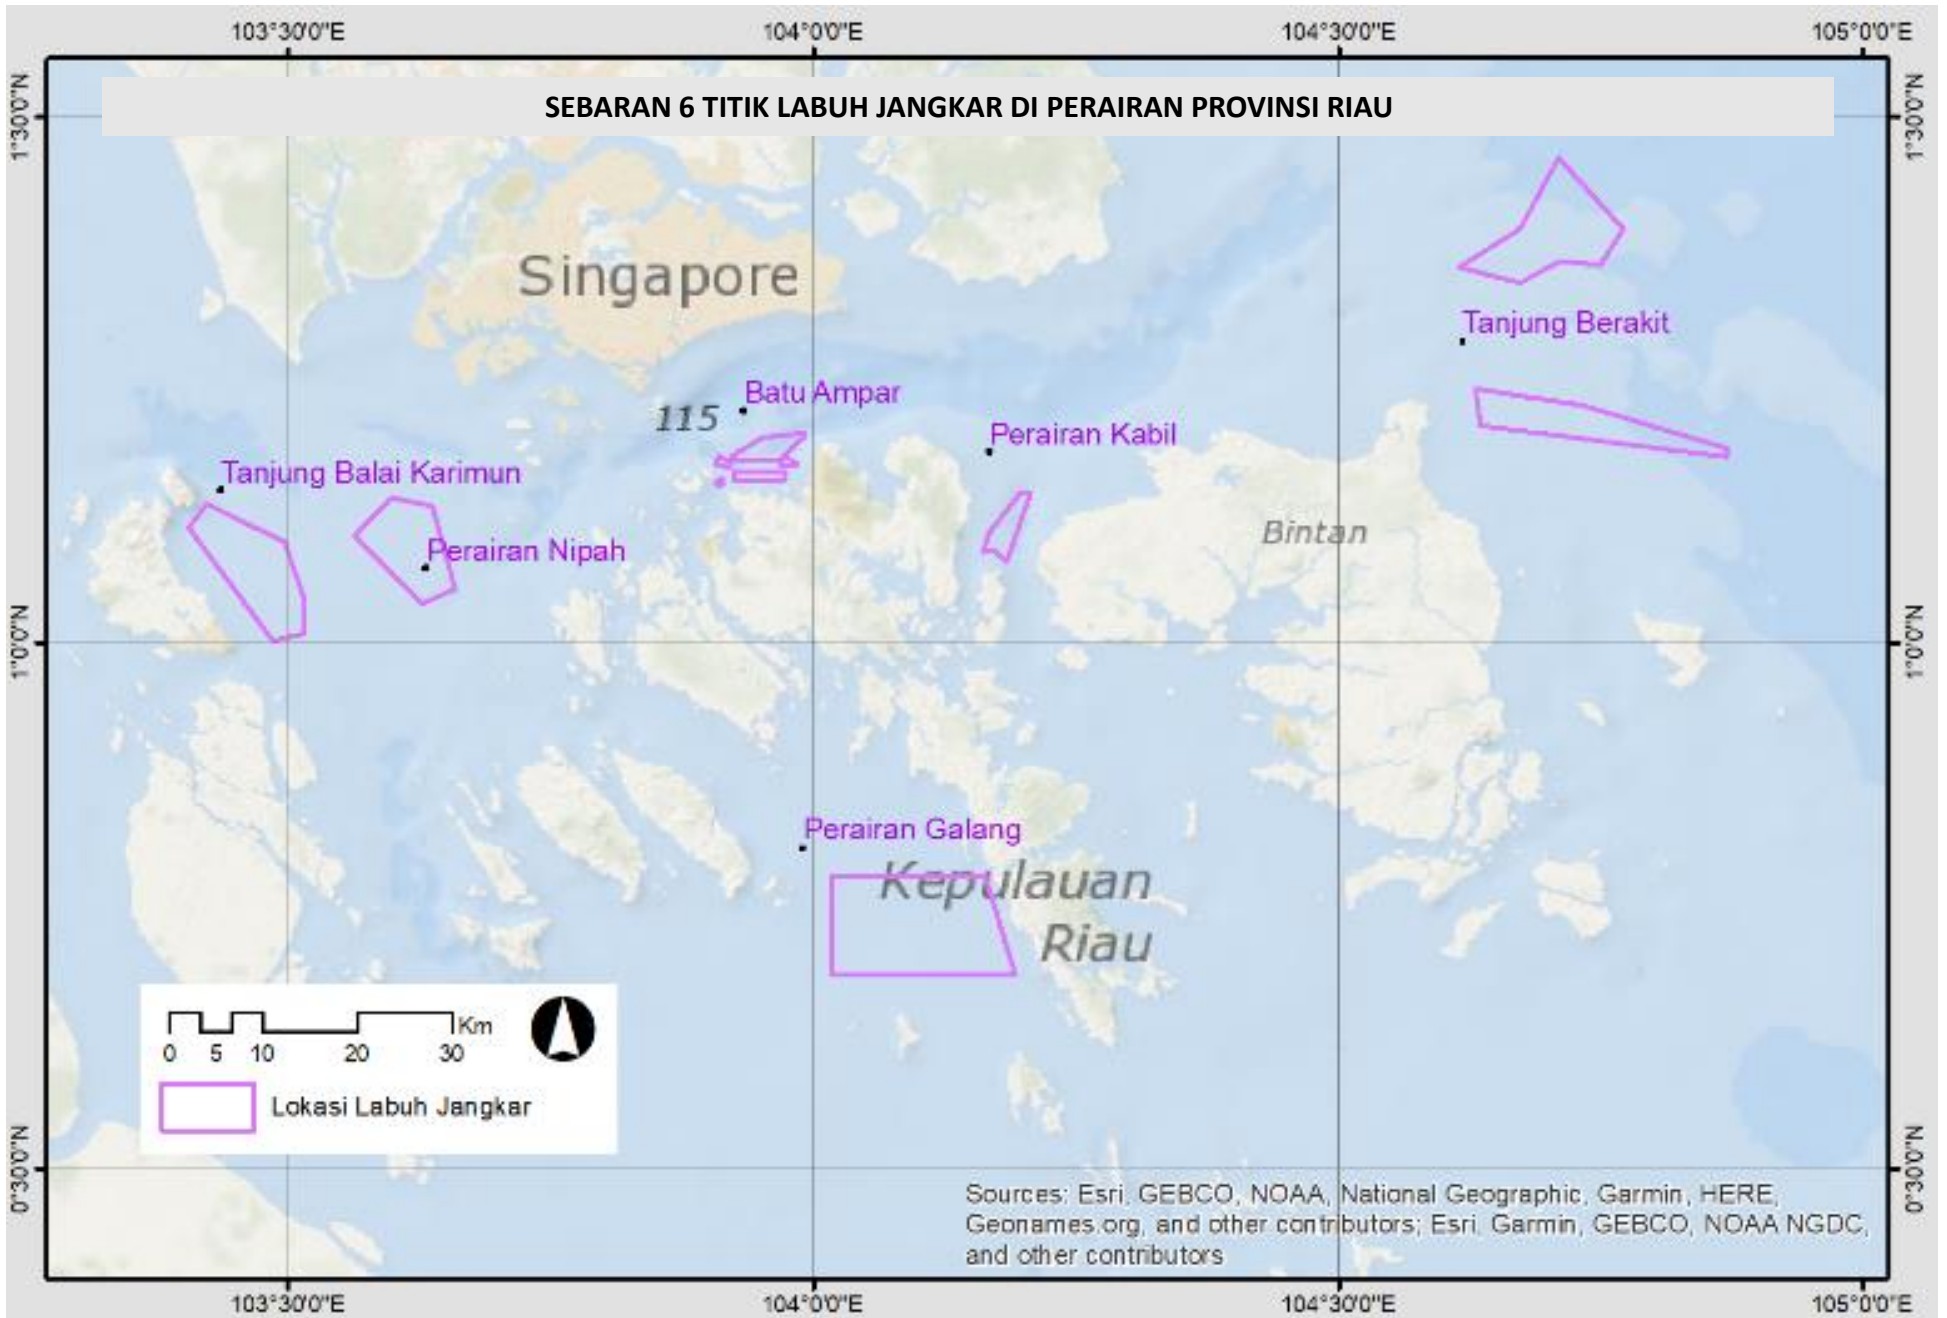 103°30'0"E
104°0'0"E
104°30'0"E
105°0'0"E
1°30'0"N
1°30'0"N
SEBARAN 6 TITIK LABUH JANGKAR DI PERAIRAN PROVINSI RIAU
Singapore
Tanjung Berakit
Batu Ampar
115
Perairan Kabil
Tanjung Balai Karimun
Bintan
Perairan Nipah
1°0'0"N
1°0'0"N
Perairan Galang
Kepulauan
Riau
Km
0 5 10 20 30
Lokasi Labuh Jangkar
0°30'0"N
0°30'0"N
Sources: Esri, GEBCO, NOAA, National Geographic, Garmin, HERE,
Geonames.org, and other contributors; Esri, Garmin, GEBCO, NOAA NGDC,
and other contributors
103°30'0"E
104°0'0"E
104°30'0"E
105°0'0"E